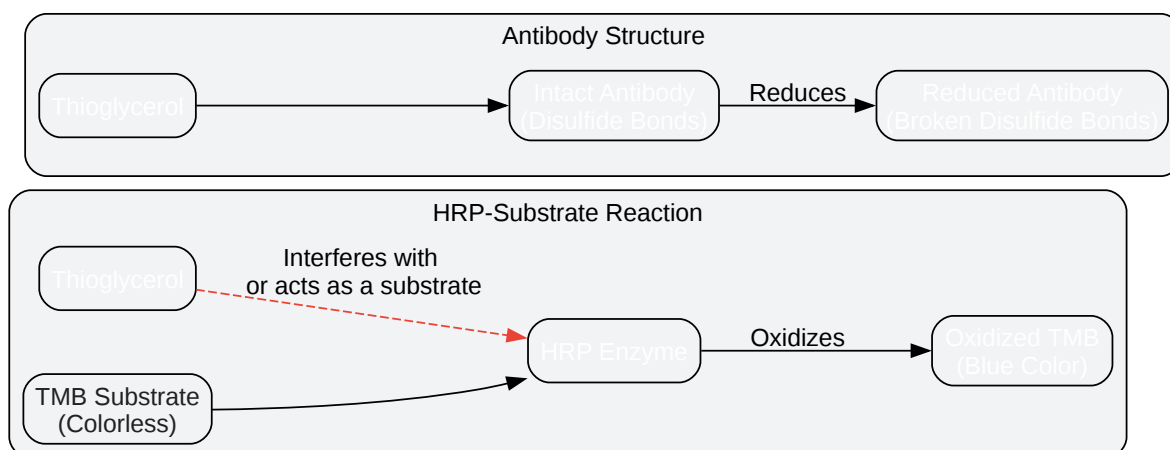 Antibody Structure
Thioglycerol
Intact Antibody
(Disulfide Bonds)
Reduces
Reduced Antibody
(Broken Disulfide Bonds)
HRP-Substrate Reaction
Thioglycerol
Interferes with
or acts as a substrate
TMB Substrate
(Colorless)
HRP Enzyme
Oxidizes
Oxidized TMB
(Blue Color)